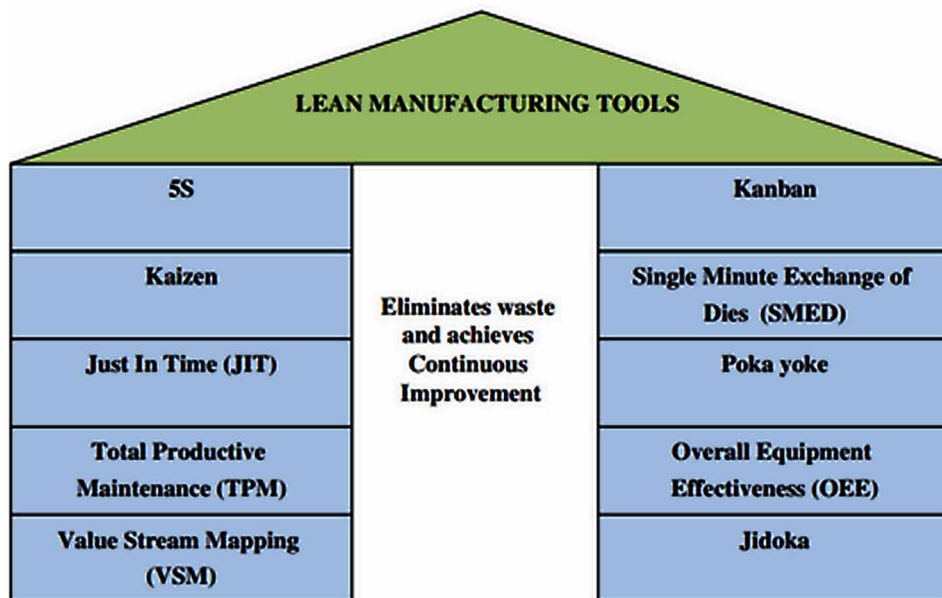 LEAN MANUFACTURING TOOLS
5S
Kaizen
Just In Time (JIT)
Total Productive
Maintenance (TPM)
Value Stream Mapping
(VSM)
Eliminates waste
and achieves
Continuous
Improvement
Kanban
Single Minute Exchange of
Dies (SMED)
Poka yoke
Overall Equipment
Effectiveness (OEE)
Jidoka